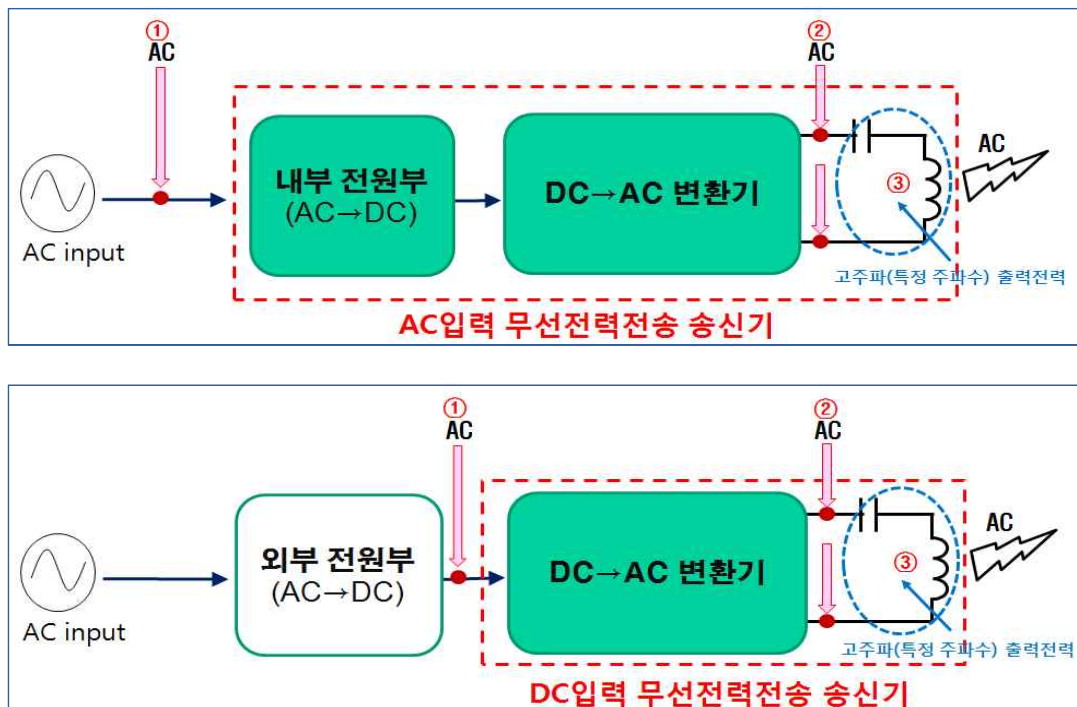 ①
AC
②
AC
내부 전원부
(AC→DC)
DC→AC 변환기
③
AC
AC input
고주파(특정 주파수) 출력전력
AC입력 무선전력전송 송신기
①
AC
②
AC
외부 전원부
(AC→DC)
DC→AC 변환기
③
AC
AC input
고주파(특정 주파수) 출력전력
DC입력 무선전력전송 송신기